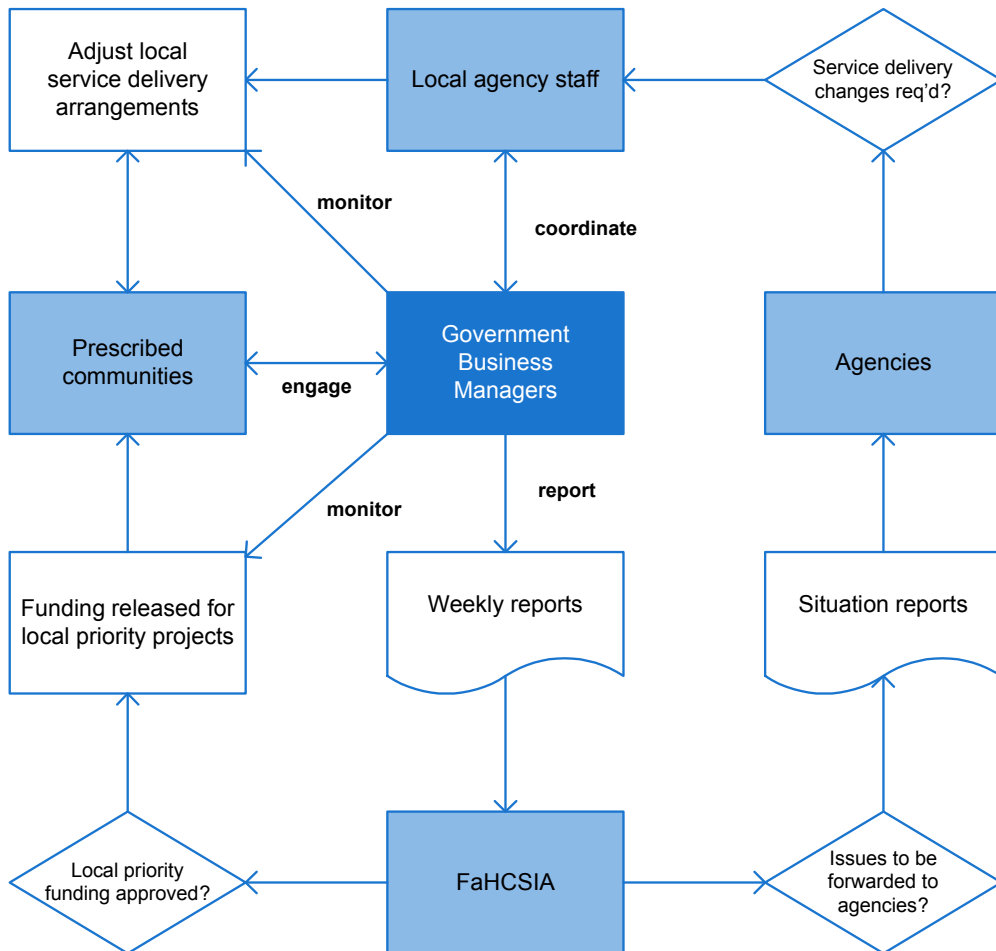 Adjust local
service delivery
arrangements
Local agency staff
Service delivery
changes req'd?
monitor
coordinate
Prescribed
communities
engage
Government
Business
Managers
Agencies
monitor
report
Funding released for
local priority projects
Weekly reports
Situation reports
Local priority
funding approved?
FaHCSIA
Issues to be
forwarded to
agencies?